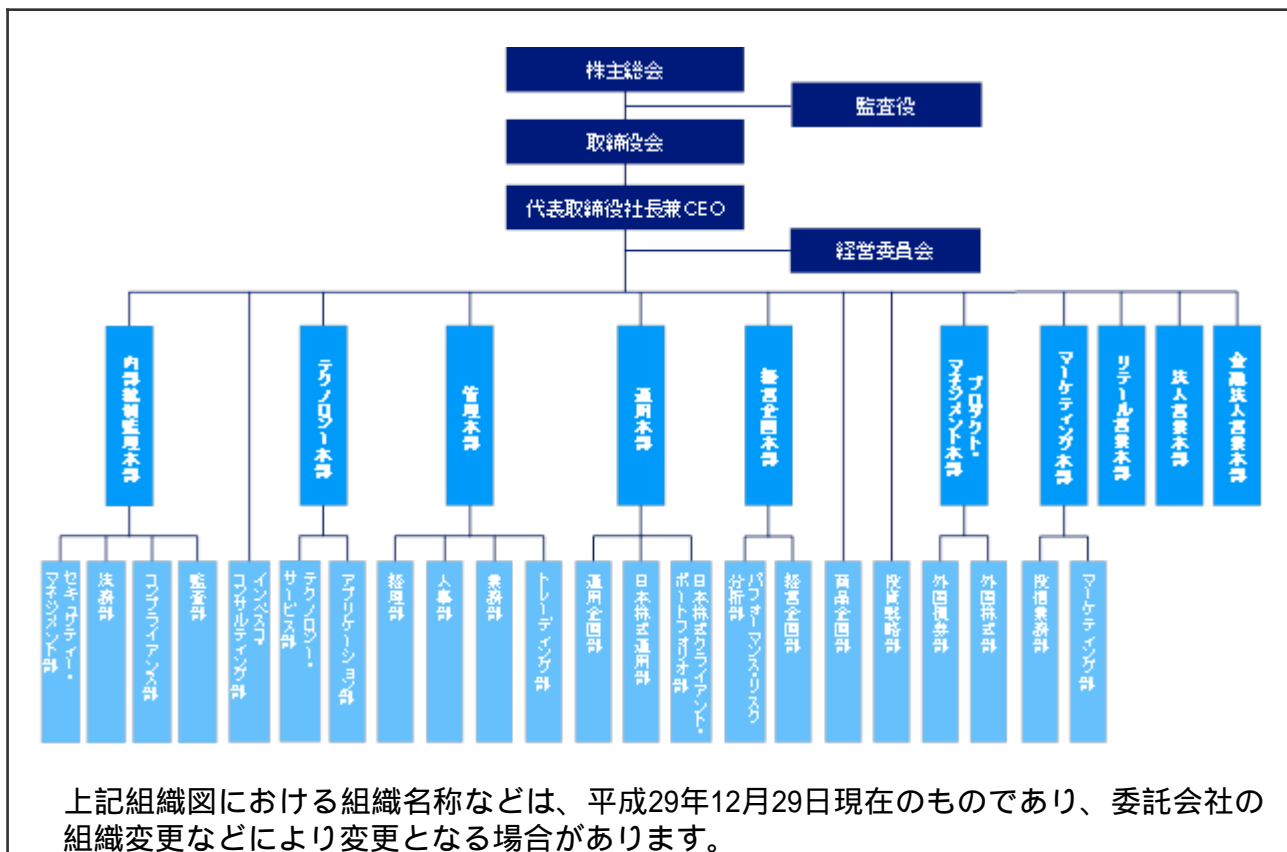 株主総会
監査役
取締役会
代表取締役社長兼CEO
経営委員会
内部統制監理本部
テクノロジー本部
管理本部
運用本部
経営企画本部
プロダクト・
マネジメント本部
マーケティング本部
リテール営業本部
法人営業本部
金融法人営業本部
セキュリティー・
マネジメント部
法務部
コンプライアンス部
監査部
インベスコ・
コンサルティング部
テクノロジー・
サービス部
アプリケーション部
経理部
人事部
業務部
トレーディング部
運用企画部
日本株式運用部
日本株式クライアント・
ポートフォリオ部
パフォーマンス・リスク
分析部
経営企画部
商品企画部
投資戦略部
外国債券部
外国株式部
投信業務部
マーケティング部
上記組織図における組織名称などは、平成29年12月29日現在のものであり、委託会社の
組織変更などにより変更となる場合があります。